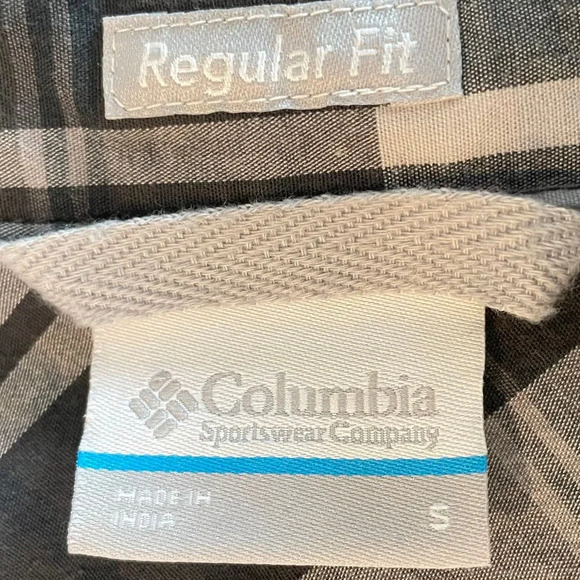 Regular Fit
Columbia
Sportswear Company
MADE IN
INDIA
S